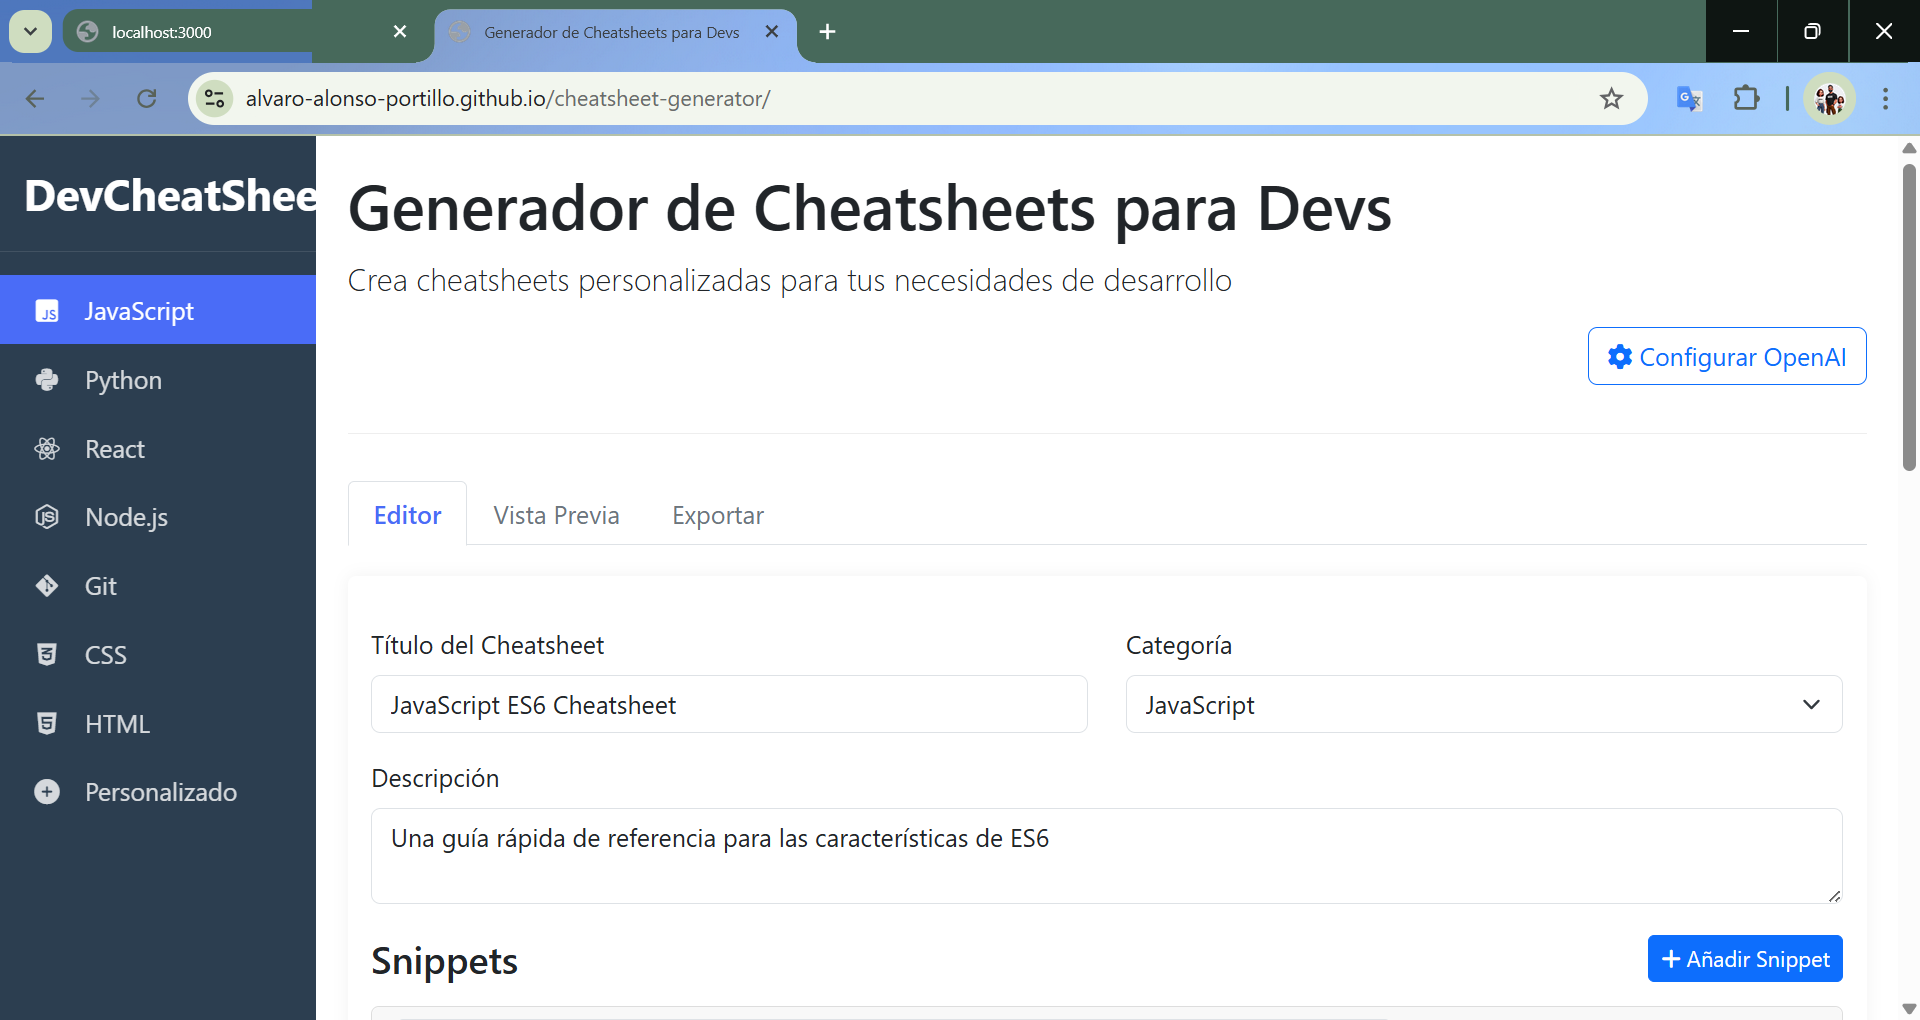 localhost:3000
Generador de Cheatsheets para Devs
alvaro-alonso-portillo.github.io/cheatsheet-generator/
DevCheatShee
JavaScript
Python
React
Node.js
Git
CSS
HTML
Personalizado
Generador de Cheatsheets para Devs
Crea cheatsheets personalizadas para tus necesidades de desarrollo
Configurar OpenAI
Editor Vista Previa Exportar
Título del Cheatsheet
JavaScript ES6 Cheatsheet
Categoría
JavaScript
Descripción
Una guía rápida de referencia para las características de ES6
Snippets
Añadir Snippet